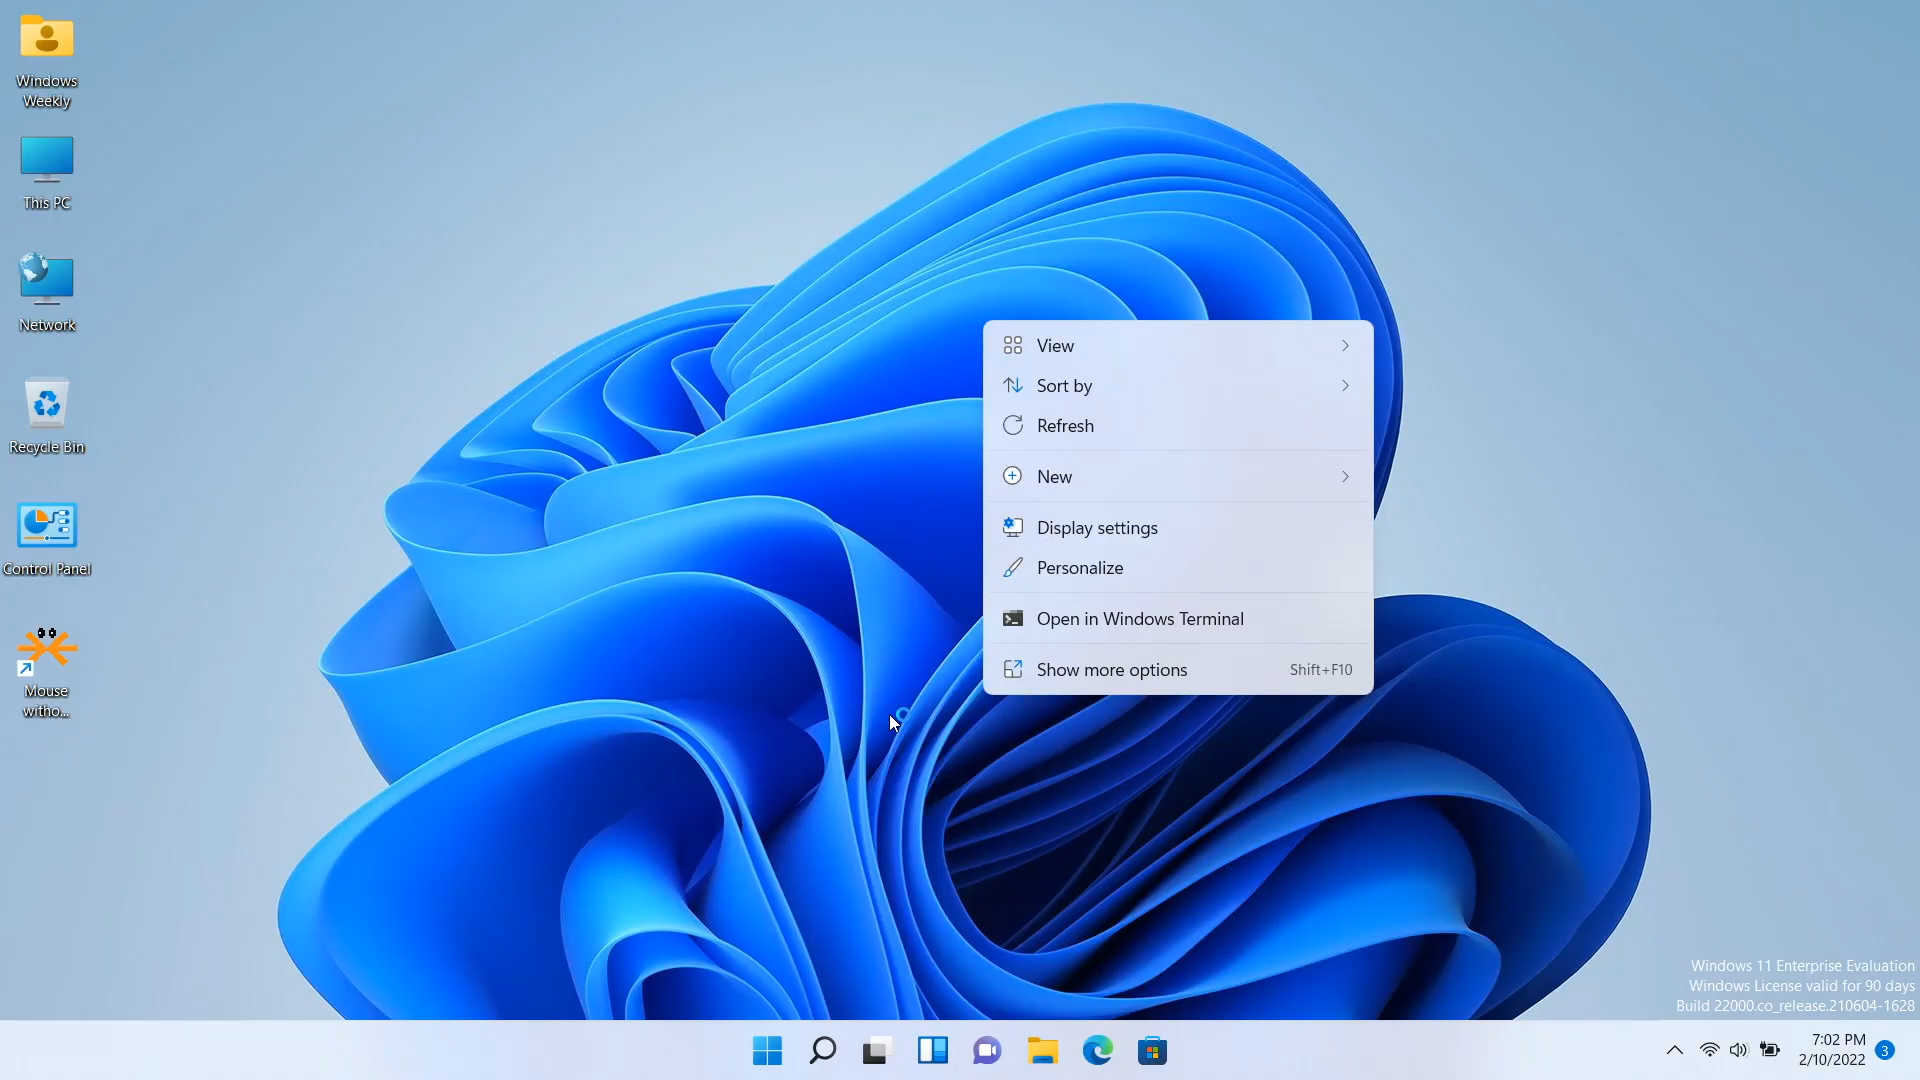 Windows
Weekly
This PC
Network
Recycle Bin
Control Panel
Mouse
witho...
View
Sort by
Refresh
New
Display settings
Personalize
Open in Windows Terminal
Show more options Shift+F10
Windows 11 Enterprise Evaluation
Windows License valid for 90 days
Build 22000.co_release.210604-1628
7:02 PM
2/10/2022
3